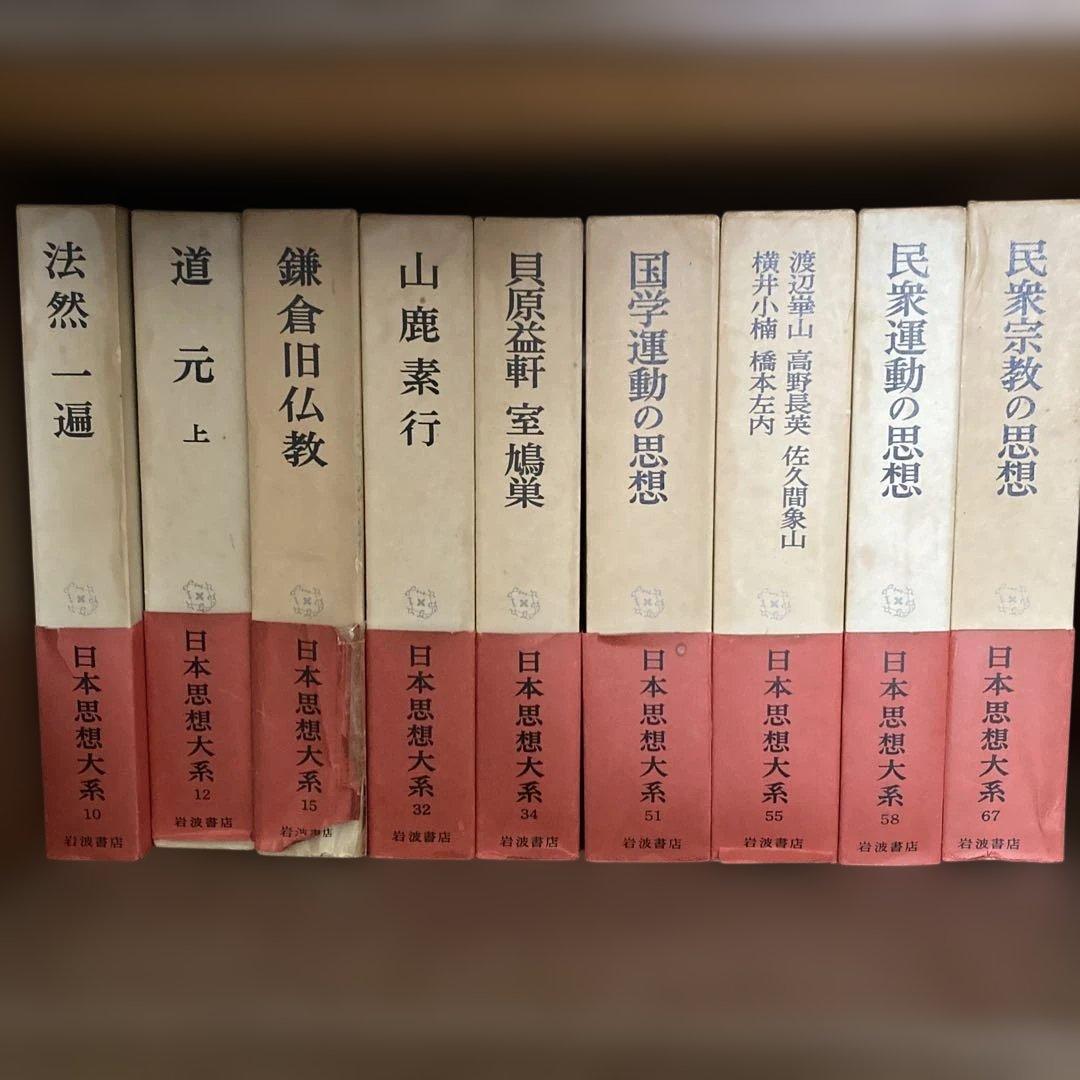 法然 一遍
日本思想大系
10
岩波書店
道元 上
日本思想大系
12
岩波書店
鎌倉旧仏教
日本思想大系
15
岩波書店
山鹿素行
日本思想大系
32
岩波書店
貝原益軒 室鳩巣
日本思想大系
34
岩波書店
国学運動の思想
日本思想大系
51
岩波書店
渡辺崋山 高野長英 佐久間象山
横井小楠 橋本左内
日本思想大系
55
岩波書店
民衆運動の思想
日本思想大系
58
岩波書店
民衆宗教の思想
日本思想大系
67
岩波書店